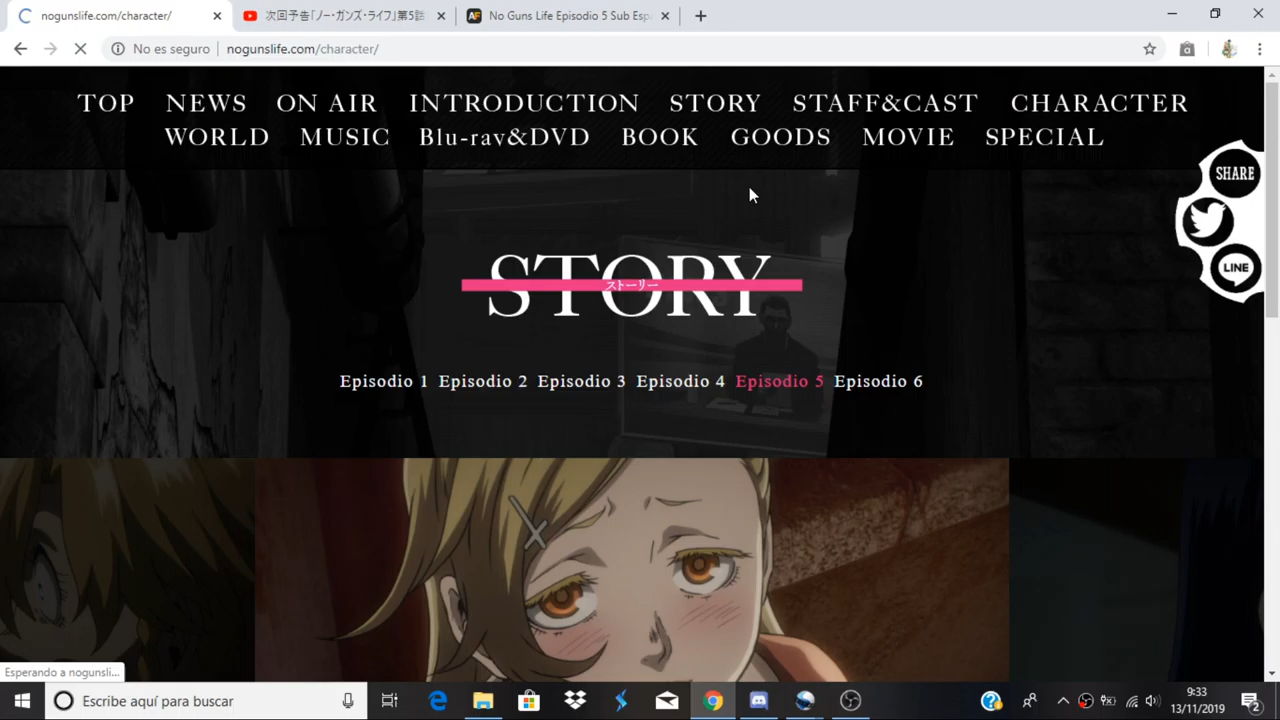 nogunslife.com/character/
次回予告「ノー・ガンズ・ライフ」第5話
AF
No Guns Life Episodio 5 Sub Esp
No es seguro
nogunslife.com/character/
TOP NEWS ON AIR INTRODUCTION STORY STAFF&CAST CHARACTER
WORLD MUSIC Blu-ray&DVD BOOK GOODS MOVIE SPECIAL
SHARE
LINE
STORY
ストーリー
Episodio 1 Episodio 2 Episodio 3 Episodio 4 Episodio 5 Episodio 6
Esperando a nogunsli...
Escribe aquí para buscar
9:33
13/11/2019
2